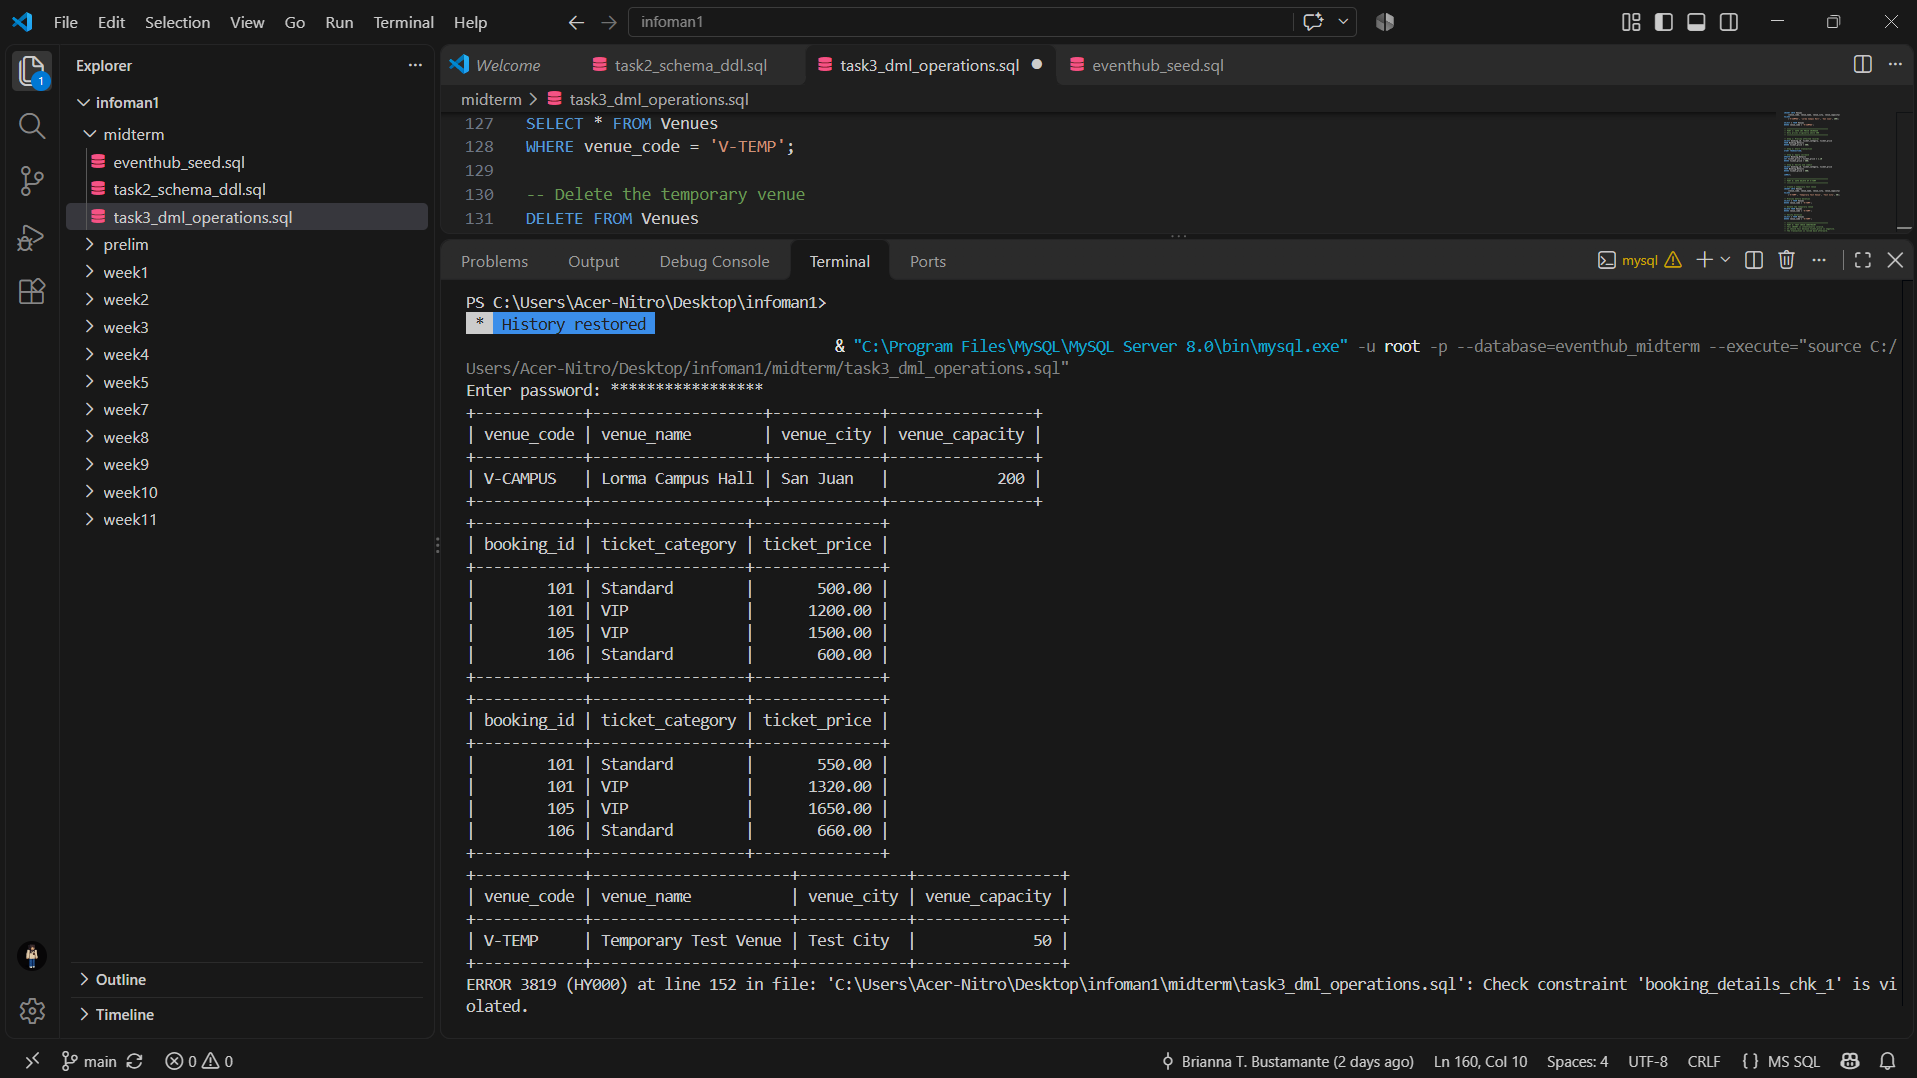 File Edit Selection View Go Run Terminal Help
infoman1
Explorer
Welcome
task2_schema_ddl.sql
task3_dml_operations.sql
eventhub_seed.sql
midterm > task3_dml_operations.sql
1
infoman1
midterm
eventhub_seed.sql
task2_schema_ddl.sql
task3_dml_operations.sql
prelim
week1
week2
week3
week4
week5
week7
week8
week9
week10
week11
Outline
Timeline
127 SELECT * FROM Venues
128 WHERE venue_code = 'V-TEMP';
129
130 -- Delete the temporary venue
131 DELETE FROM Venues
Problems Output Debug Console Terminal Ports
mysql
PS C:\Users\Acer-Nitro\Desktop\infoman1>
* History restored
& "C:\Program Files\MySQL\MySQL Server 8.0\bin\mysql.exe" -u root -p --database=eventhub_midterm --execute="source C:/
Users/Acer-Nitro/Desktop/infoman1/midterm/task3_dml_operations.sql"
Enter password: *****************
+------------+------------------+------------+----------------+
| venue_code | venue_name       | venue_city | venue_capacity |
+------------+------------------+------------+----------------+
| V-CAMPUS   | Lorma Campus Hall | San Juan   |            200 |
+------------+------------------+------------+----------------+
+------------+-----------------+--------------+
| booking_id | ticket_category | ticket_price |
+------------+-----------------+--------------+
|        101 | Standard        |       500.00 |
|        101 | VIP             |      1200.00 |
|        105 | VIP             |      1500.00 |
|        106 | Standard        |       600.00 |
+------------+-----------------+--------------+
+------------+-----------------+--------------+
| booking_id | ticket_category | ticket_price |
+------------+-----------------+--------------+
|        101 | Standard        |       550.00 |
|        101 | VIP             |      1320.00 |
|        105 | VIP             |      1650.00 |
|        106 | Standard        |       660.00 |
+------------+-----------------+--------------+
+------------+----------------------+------------+----------------+
| venue_code | venue_name           | venue_city | venue_capacity |
+------------+----------------------+------------+----------------+
| V-TEMP     | Temporary Test Venue | Test City  |             50 |
+------------+----------------------+------------+----------------+
ERROR 3819 (HY000) at line 152 in file: 'C:\Users\Acer-Nitro\Desktop\infoman1\midterm\task3_dml_operations.sql': Check constraint 'booking_details_chk_1' is vi
olated.
main 0 0 Brianna T. Bustamante (2 days ago) Ln 160, Col 10 Spaces: 4 UTF-8 CRLF {} MS SQL